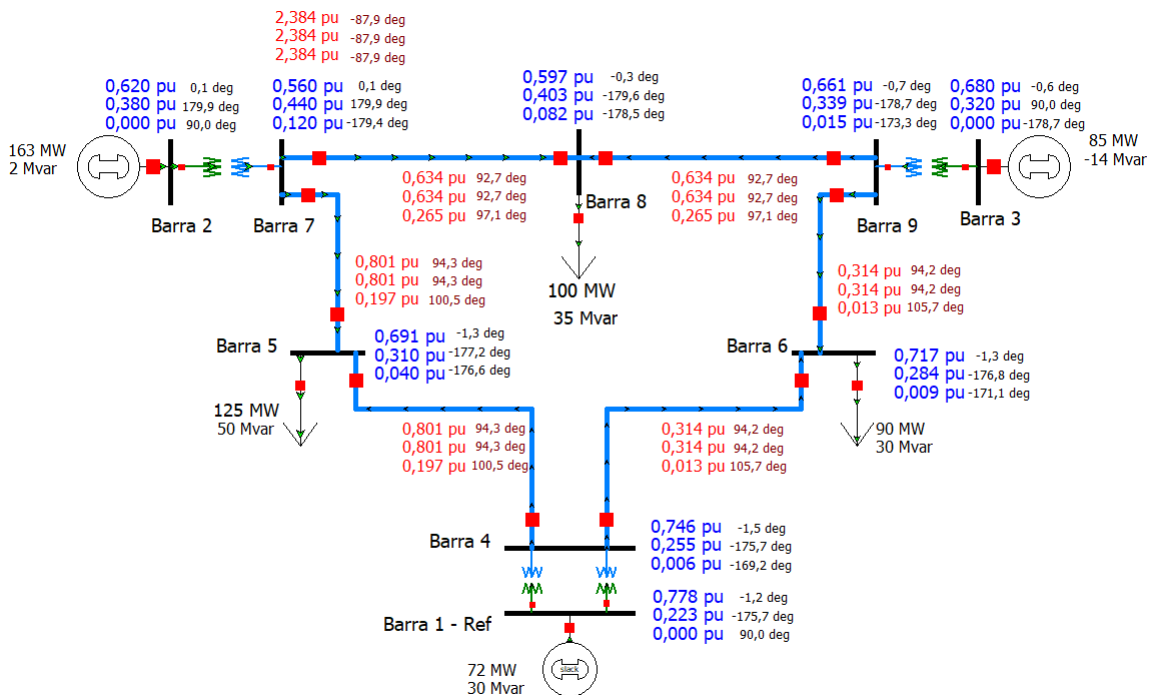 2,384 pu -87,9 deg
2,384 pu -87,9 deg
2,384 pu -87,9 deg
0,620 pu 0,1 deg
0,380 pu 179,9 deg
0,000 pu 90,0 deg
0,560 pu 0,1 deg
0,440 pu 179,9 deg
0,120 pu -179,4 deg
0,597 pu -0,3 deg
0,403 pu -179,6 deg
0,082 pu -178,5 deg
0,661 pu -0,7 deg
0,339 pu -178,7 deg
0,015 pu -173,3 deg
0,680 pu -0,6 deg
0,320 pu 90,0 deg
0,000 pu -178,7 deg
163 MW
2 Mvar
85 MW
-14 Mvar
Barra 2
Barra 7
0,634 pu 92,7 deg
0,634 pu 92,7 deg
0,265 pu 97,1 deg
Barra 8
0,634 pu 92,7 deg
0,634 pu 92,7 deg
0,265 pu 97,1 deg
Barra 9
Barra 3
0,801 pu 94,3 deg
0,801 pu 94,3 deg
0,197 pu 100,5 deg
100 MW
35 Mvar
0,314 pu 94,2 deg
0,314 pu 94,2 deg
0,013 pu 105,7 deg
Barra 5
0,691 pu -1,3 deg
0,310 pu -177,2 deg
0,040 pu -176,6 deg
Barra 6
0,717 pu -1,3 deg
0,284 pu -176,8 deg
0,009 pu -171,1 deg
125 MW
50 Mvar
0,801 pu 94,3 deg
0,801 pu 94,3 deg
0,197 pu 100,5 deg
0,314 pu 94,2 deg
0,314 pu 94,2 deg
0,013 pu 105,7 deg
90 MW
30 Mvar
Barra 4
0,746 pu -1,5 deg
0,255 pu -175,7 deg
0,006 pu -169,2 deg
Barra 1 - Ref
0,778 pu -1,2 deg
0,223 pu -175,7 deg
0,000 pu 90,0 deg
72 MW
30 Mvar
slack